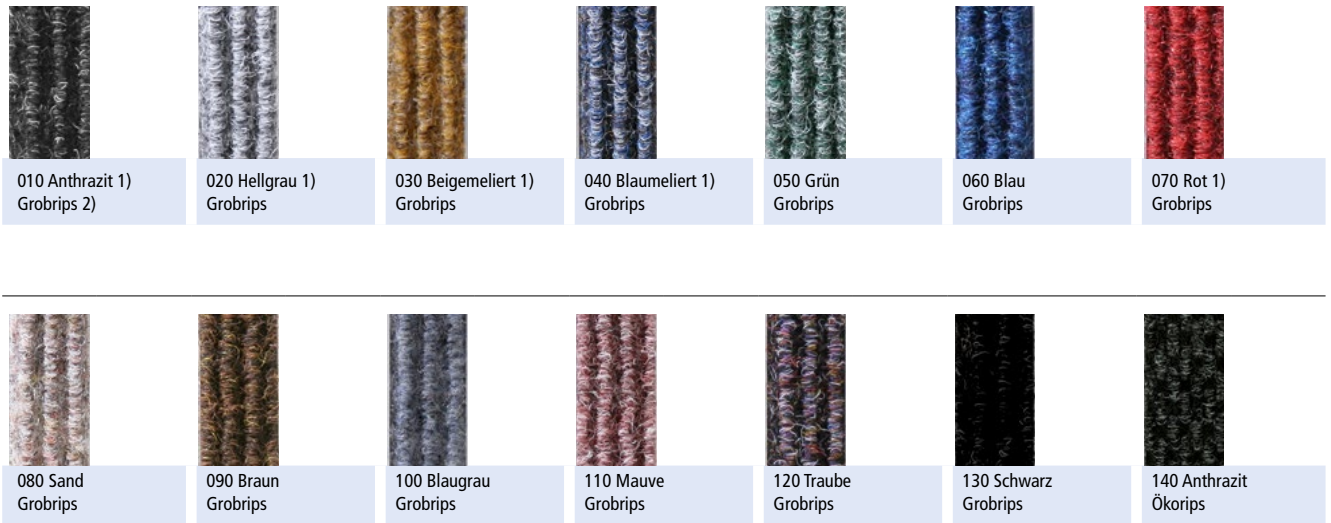 010 Anthrazit 1)
Grobrips 2)
020 Hellgrau 1)
Grobrips
030 Beigemeliert 1)
Grobrips
040 Blaumeliert 1)
Grobrips
050 Grün
Grobrips
060 Blau
Grobrips
070 Rot 1)
Grobrips
080 Sand
Grobrips
090 Braun
Grobrips
100 Blaugrau
Grobrips
110 Mauve
Grobrips
120 Traube
Grobrips
130 Schwarz
Grobrips
140 Anthrazit
Ökorips